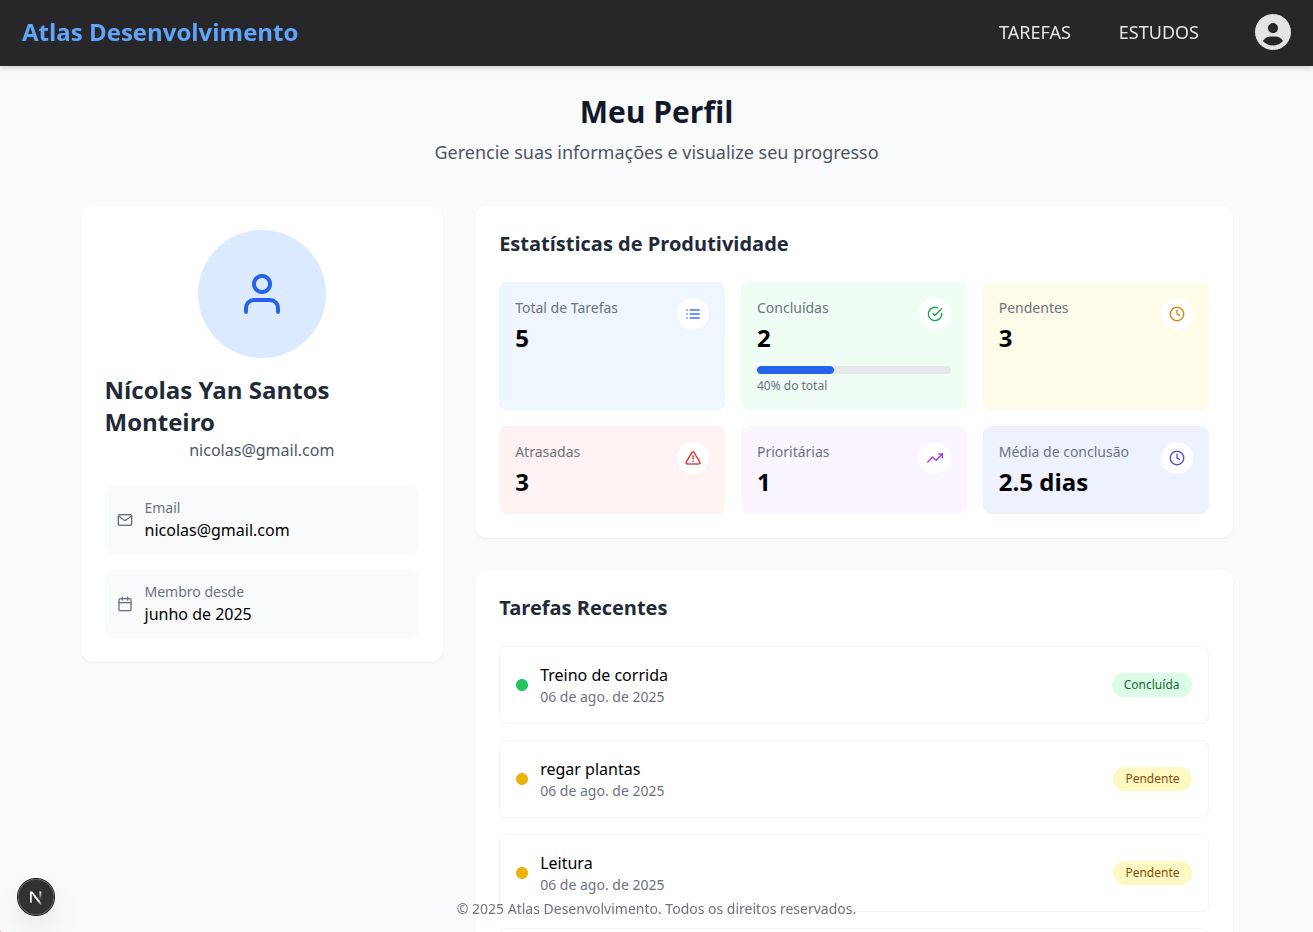 Atlas Desenvolvimento
TAREFAS
ESTUDOS
Meu Perfil
Gerencie suas informações e visualize seu progresso
Nícolas Yan Santos
Monteiro
nicolas@gmail.com
Email
nicolas@gmail.com
Membro desde
junho de 2025
Estatísticas de Produtividade
Total de Tarefas
5
Concluídas
2
40% do total
Pendentes
3
Atrasadas
3
Prioritárias
1
Média de conclusão
2.5 dias
Tarefas Recentes
Treino de corrida
06 de ago. de 2025
Concluída
regar plantas
06 de ago. de 2025
Pendente
Leitura
06 de ago. de 2025
Pendente
N
© 2025 Atlas Desenvolvimento. Todos os direitos reservados.